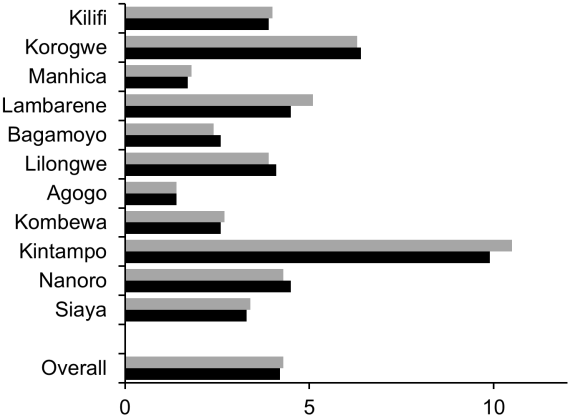 Kilifi
Korogwe
Manhica
Lambarene
Bagamoyo
Lilongwe
Agogo
Kombewa
Kintampo
Nanoro
Siaya
Overall
0 5 10